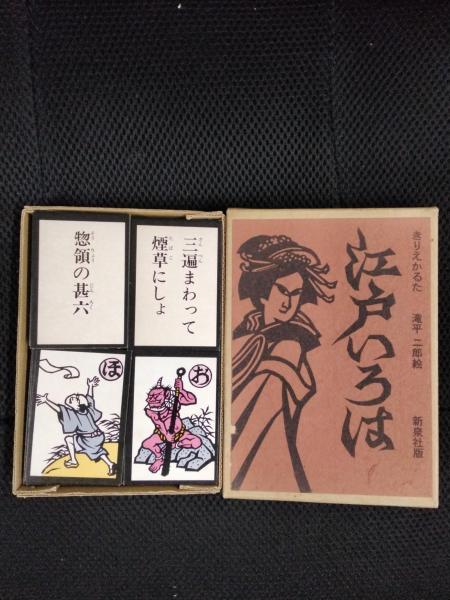 三遍まわって
煙草にしょ
惣領の甚六
お
ほ
きりえかるた 滝平二郎絵 新泉社版
江戸いろは